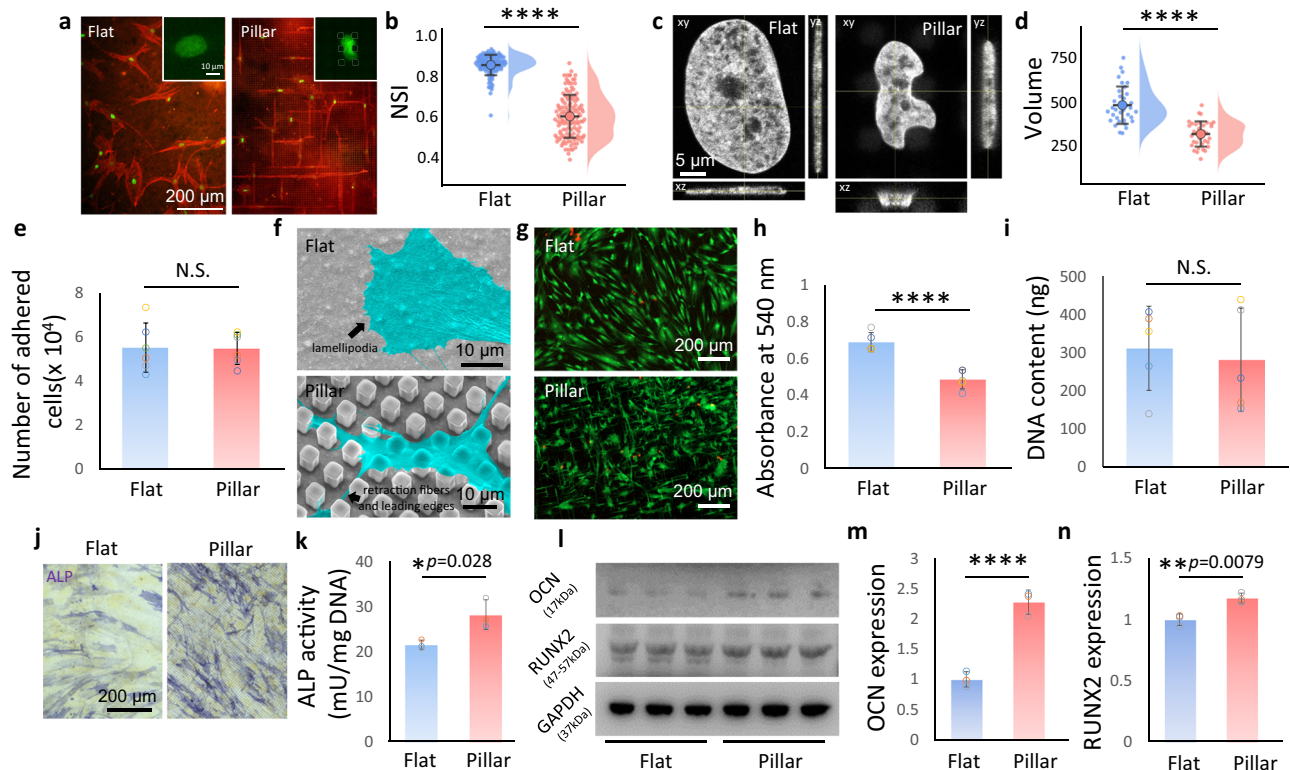 a
Flat
10 µm
200 µm
Pillar
b
****
NSI
1.0
0.8
0.6
0.4
Flat
Pillar
c
xy
Flat
yz
5 µm
xz
xy
Pillar
yz
xz
d
****
Volume
750
500
250
Flat
Pillar
e
Number of adhered
cells(x 10⁴)
N.S.
8
6
4
2
0
Flat
Pillar
f
Flat
lamellipodia
10 µm
Pillar
retraction fibers
and leading edges
10 µm
g
Flat
200 µm
Pillar
200 µm
h
Absorbance at 540 nm
****
1
0.8
0.6
0.4
0.2
0
Flat
Pillar
i
DNA content (ng)
N.S.
500
400
300
200
100
0
Flat
Pillar
j
Flat
Pillar
ALP
200 µm
k
ALP activity
(mU/mg DNA)
* p=0.028
40
30
20
10
0
Flat
Pillar
l
OCN
(17kDa)
RUNX2
(47-57kDa)
GAPDH
(37kDa)
Flat
Pillar
m
OCN expression
****
3
2.5
2
1.5
1
0.5
0
Flat
Pillar
n
RUNX2 expression
** p=0.0079
1.5
1
0.5
0
Flat
Pillar